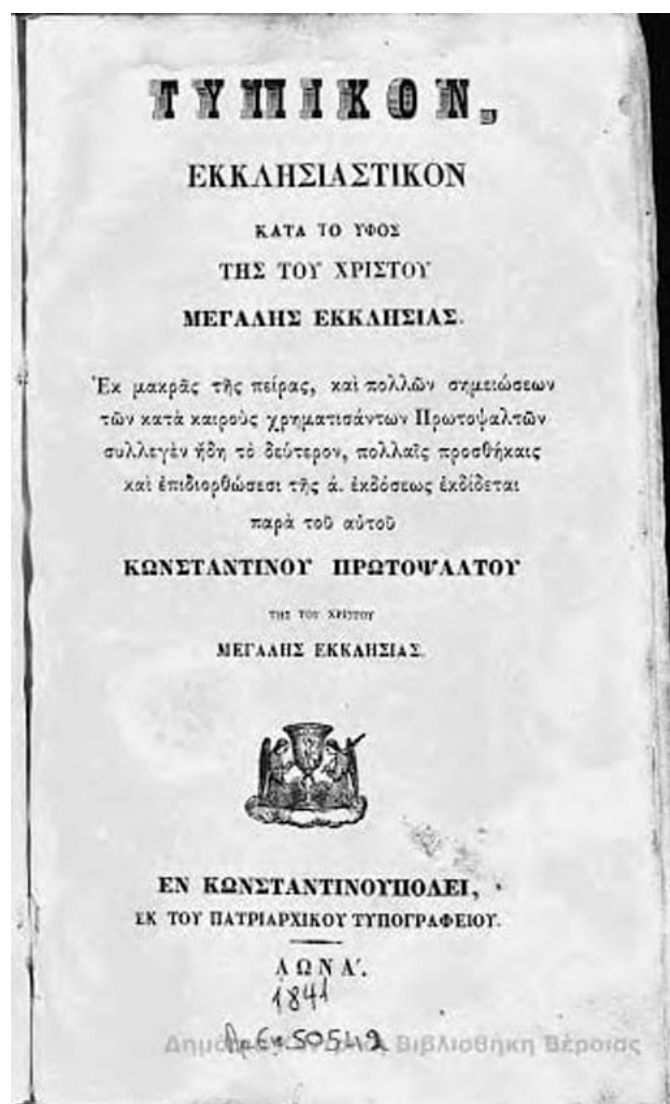 ΤΥΠΙΚΟΝ,
ΕΚΚΛΗΣΙΑΣΤΙΚΟΝ
ΚΑΤΑ ΤΟ ΥΦΟΣ
ΤΗΣ ΤΟΥ ΧΡΙΣΤΟΥ
ΜΕΓΑΛΗΣ ΕΚΚΛΗΣΙΑΣ.
Ἐκ μακρᾶς τῆς πείρας, καὶ πολλῶν σημειώσεων
τῶν κατὰ καιροὺς χρηματισάντων Πρωτοψαλτῶν
συλλεγὲν ἤδη τὸ δεύτερον, πολλαῖς προσθήκαις
καὶ ἐπιδιορθώσεσι τῆς ά. ἐκδόσεως ἐκδίδεται
παρὰ τοῦ αὐτοῦ
ΚΩΝΣΤΑΝΤΙΝΟΥ ΠΡΩΤΟΨΑΛΤΟΥ
ΤΗΣ ΤΟΥ ΧΡΙΣΤΟΥ
ΜΕΓΑΛΗΣ ΕΚΚΛΗΣΙΑΣ.
ΕΝ ΚΩΝΣΤΑΝΤΙΝΟΥΠΟΛΕΙ,
ΕΚ ΤΟΥ ΠΑΤΡΙΑΡΧΙΚΟΥ ΤΥΠΟΓΡΑΦΕΙΟΥ.
ΑΩΝΑ΄.
1841
50549
Βιβλιοθήκη Βέροιας